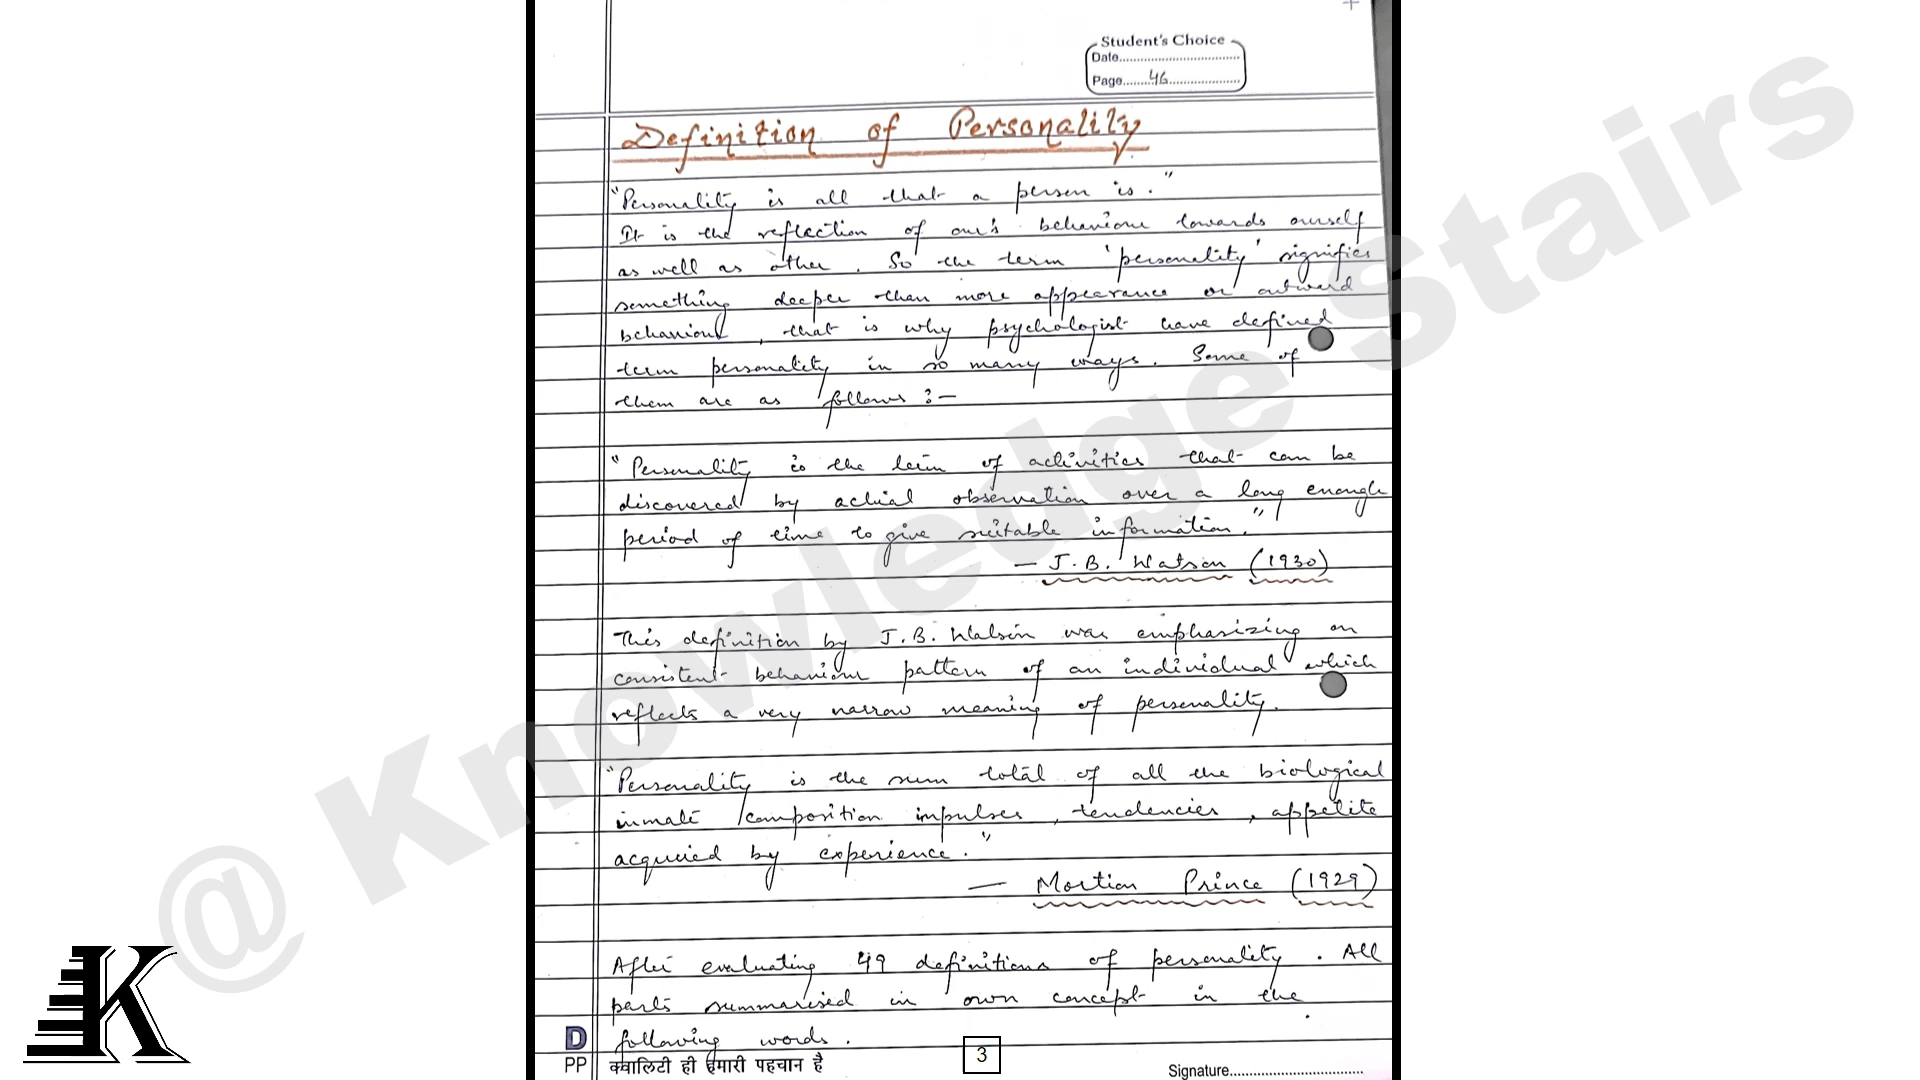 Student's Choice
Date
Page 46
Definition of Personality
"Personality is all that a person is."
It is the reflection of one's behaviour towards ourself
as well as other. So the term 'personality' signifies
something deeper than more appearance or outward
behaviour, that is why psychologist have defined
term personality in so many ways. Some of
them are as follows :-
"Personality is the term of activities that can be
discovered by actual observation over a long enough
period of time to give suitable information."
- J.B. Watson (1930)
This definition by J.B. Watson was emphasizing on
consistent behaviour pattern of an individual which
reflects a very narrow meaning of personality.
"Personality is the sum total of all the biological
innate composition impulses, tendencies, appetite
acquired by experience."
— Mortian Prince (1929)
After evaluating 49 definitions of personality. All
parts summarised in own concept in the
following words.
D
PP क्वालिटी ही हमारी पहचान है
3
Signature
@ Knowledge Stairs
K